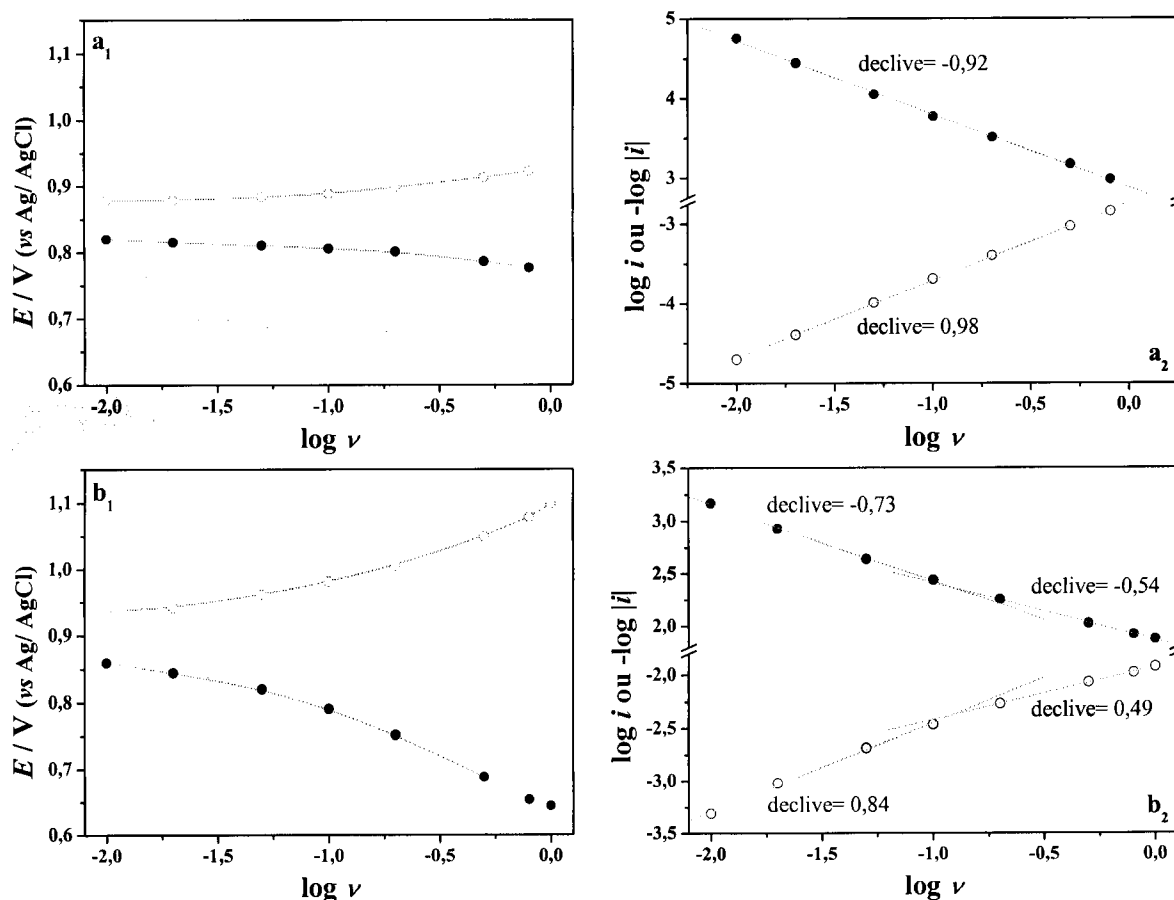 a1
1,1
1,0
0,9
0,8
0,7
0,6
E / V (vs Ag/ AgCl)
-2,0 -1,5 -1,0 -0,5 0,0
log ν
5
4
3
-3
-4
-5
log i ou -log |i|
declive= -0,92
declive= 0,98
a2
-2,0 -1,5 -1,0 -0,5 0,0
log ν
b1
1,1
1,0
0,9
0,8
0,7
0,6
E / V (vs Ag/ AgCl)
-2,0 -1,5 -1,0 -0,5 0,0
log ν
3,5
3,0
2,5
2,0
-2,0
-2,5
-3,0
-3,5
log i ou -log |i|
declive= -0,73
declive= -0,54
declive= 0,49
declive= 0,84
b2
-2,0 -1,5 -1,0 -0,5 0,0
log ν